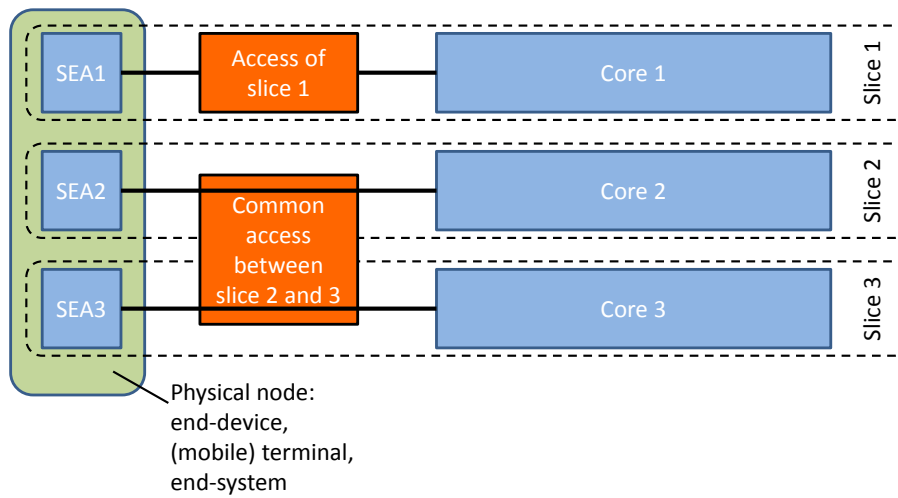 SEA1
Access of
slice 1
Core 1
Slice 1
SEA2
Common
access
between
slice 2 and 3
Core 2
Slice 2
SEA3
Core 3
Slice 3
Physical node:
end-device,
(mobile) terminal,
end-system